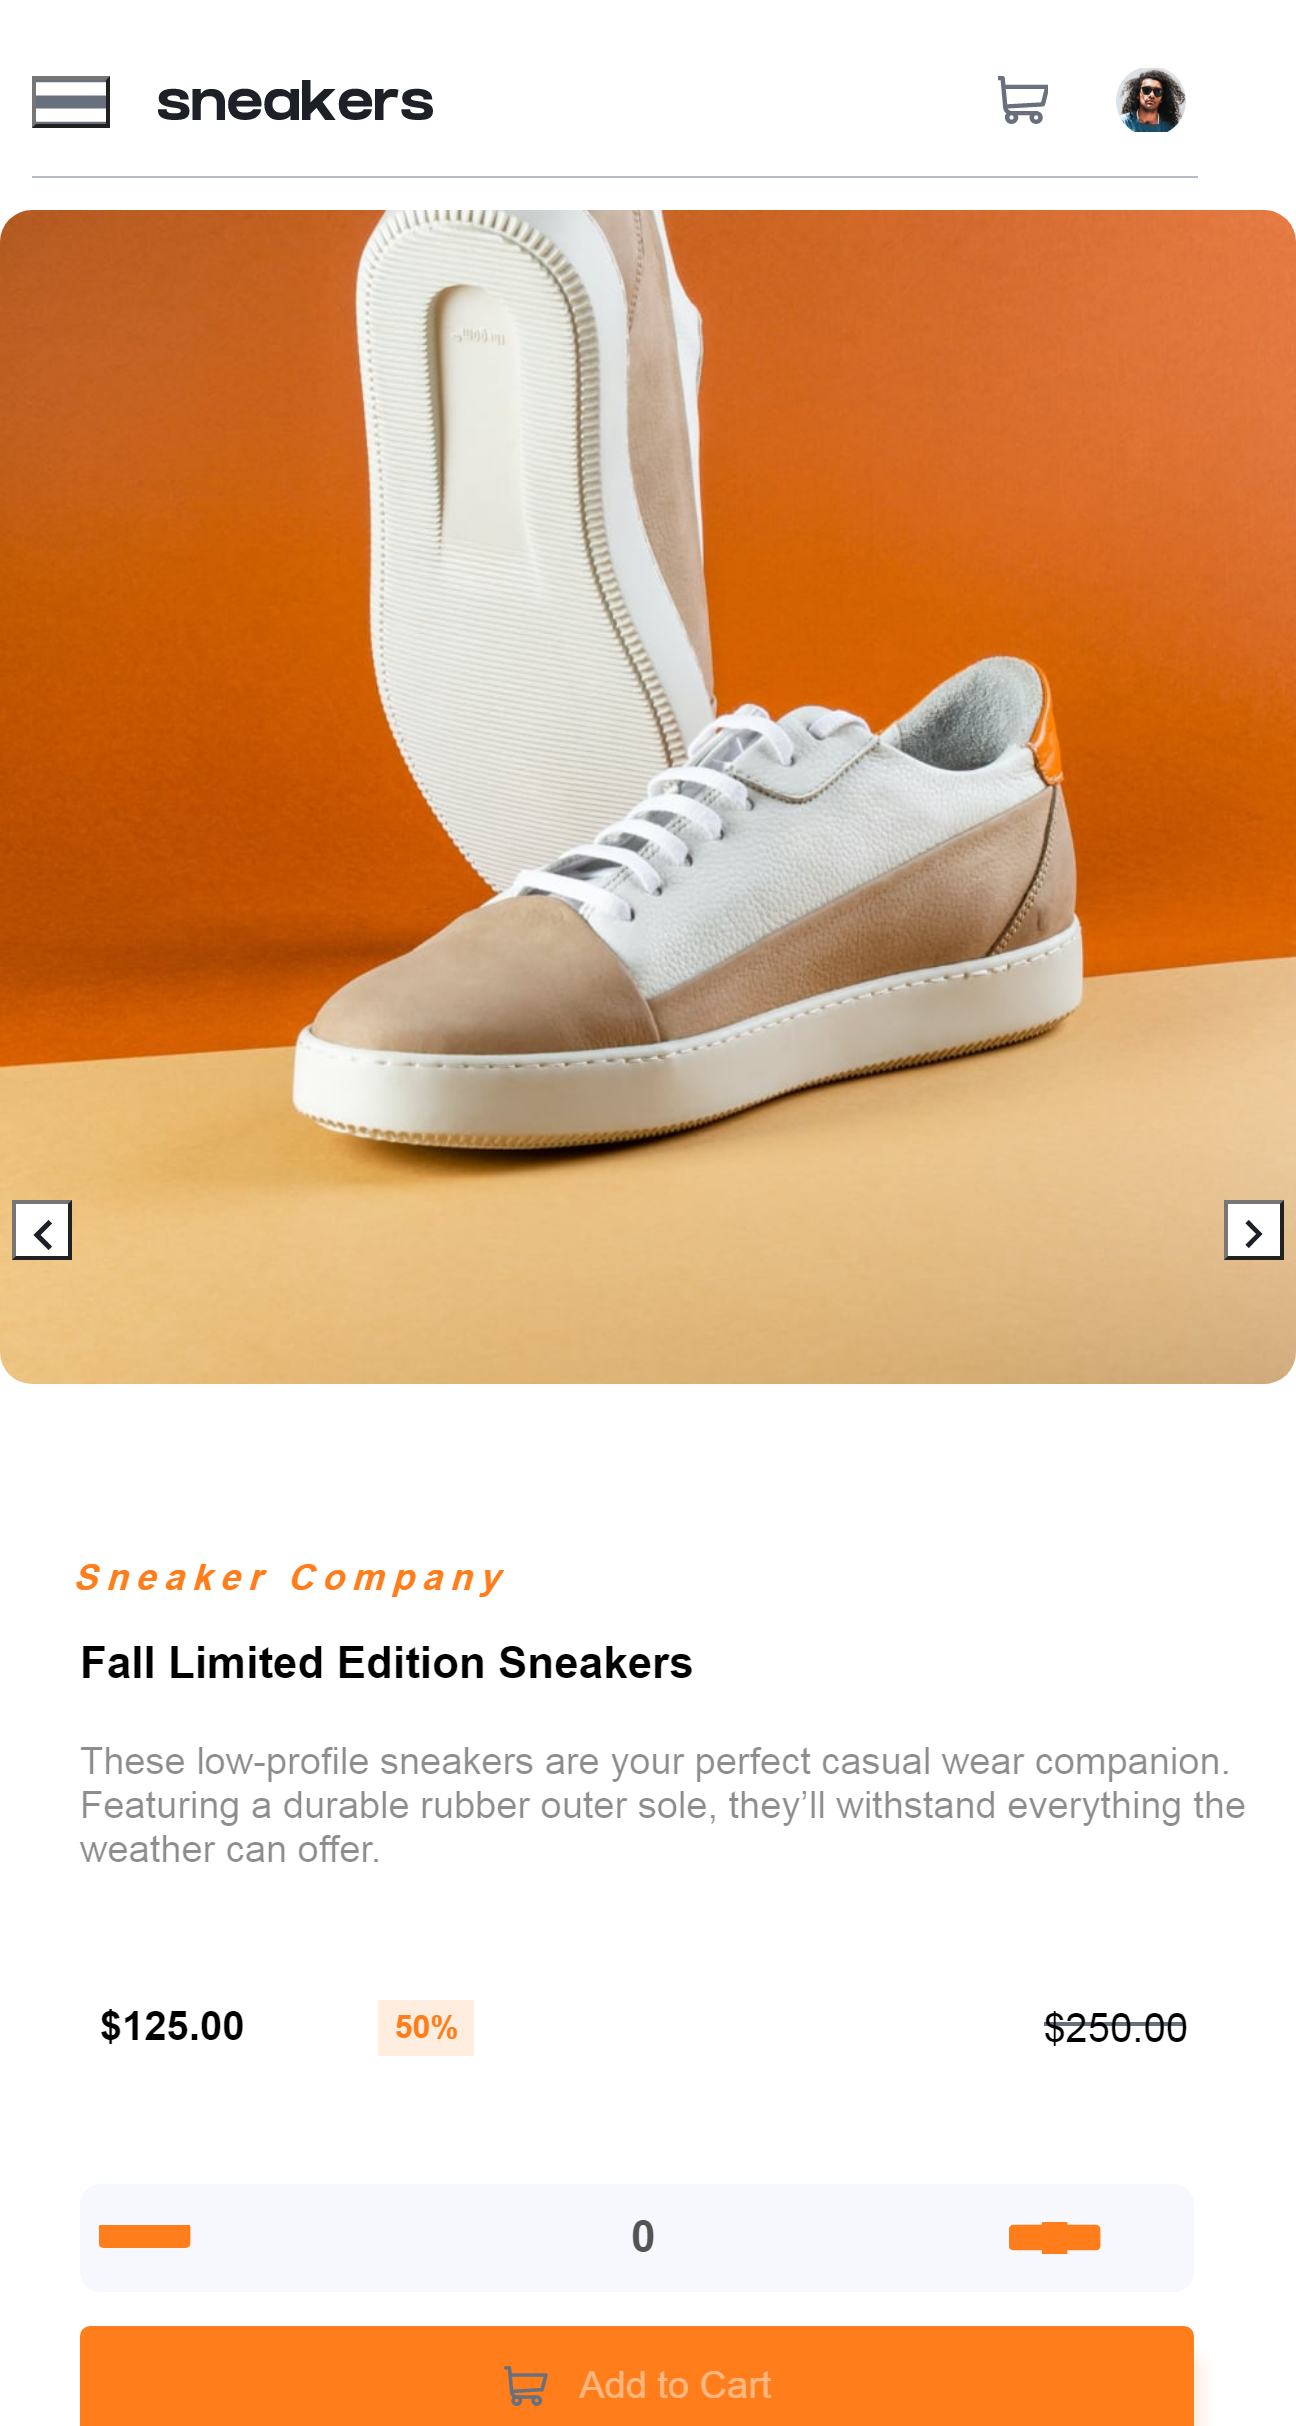 sneakers
Sneaker Company
Fall Limited Edition Sneakers
These low-profile sneakers are your perfect casual wear companion.
Featuring a durable rubber outer sole, they’ll withstand everything the
weather can offer.
$125.00 50% $250.00
0
Add to Cart